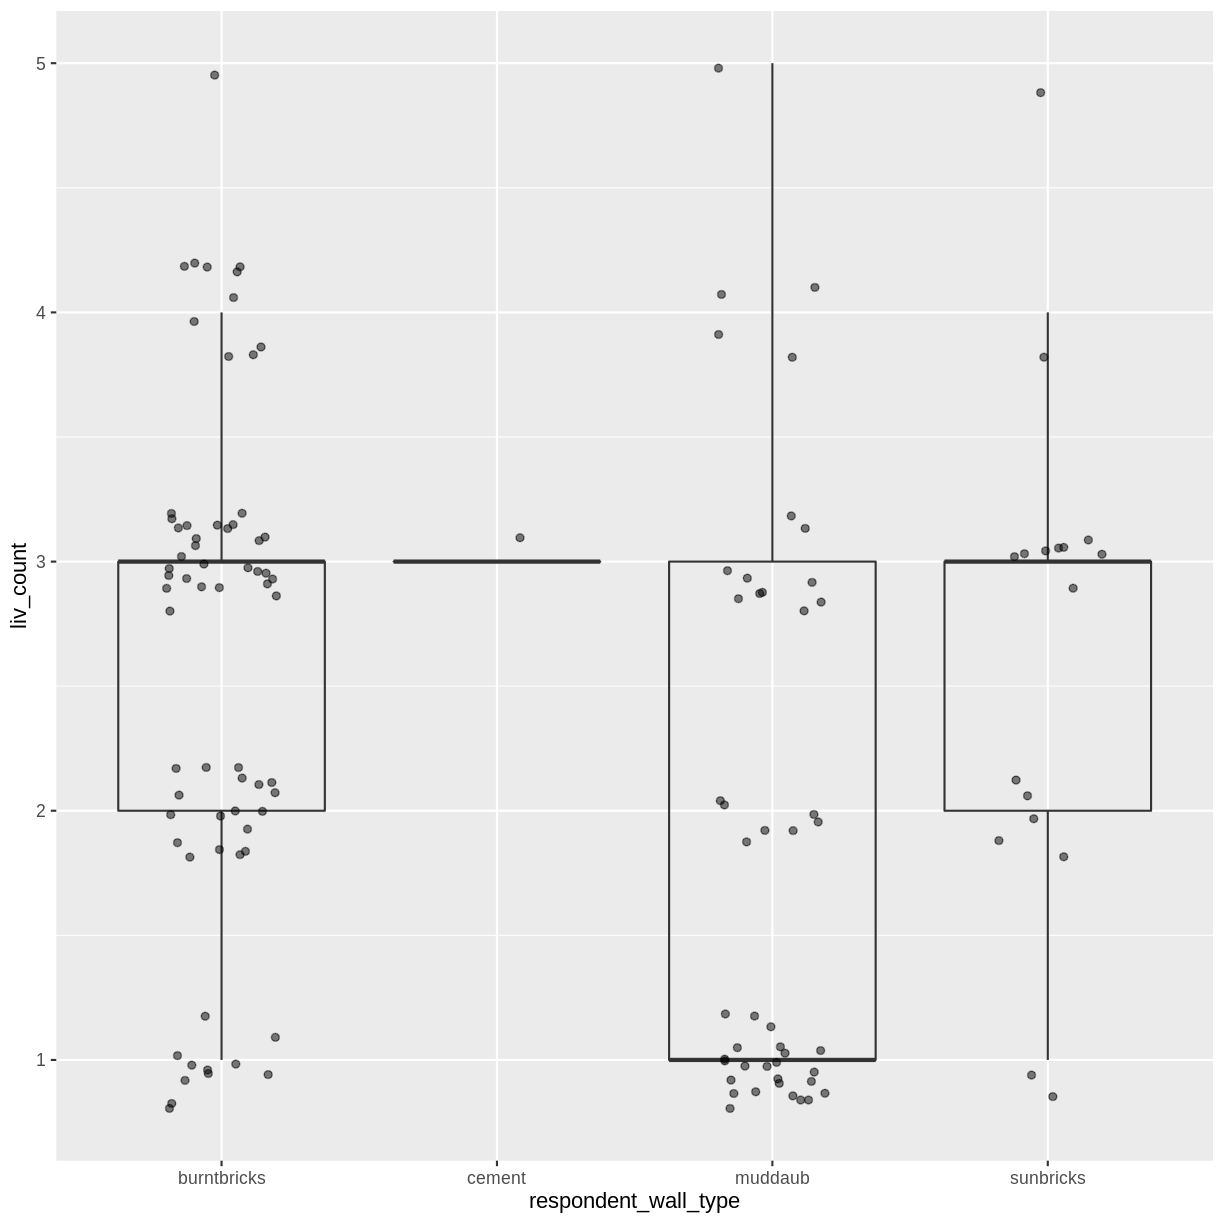 liv_count
5
4
3
2
1
burntbricks
cement
muddaub
sunbricks
respondent_wall_type